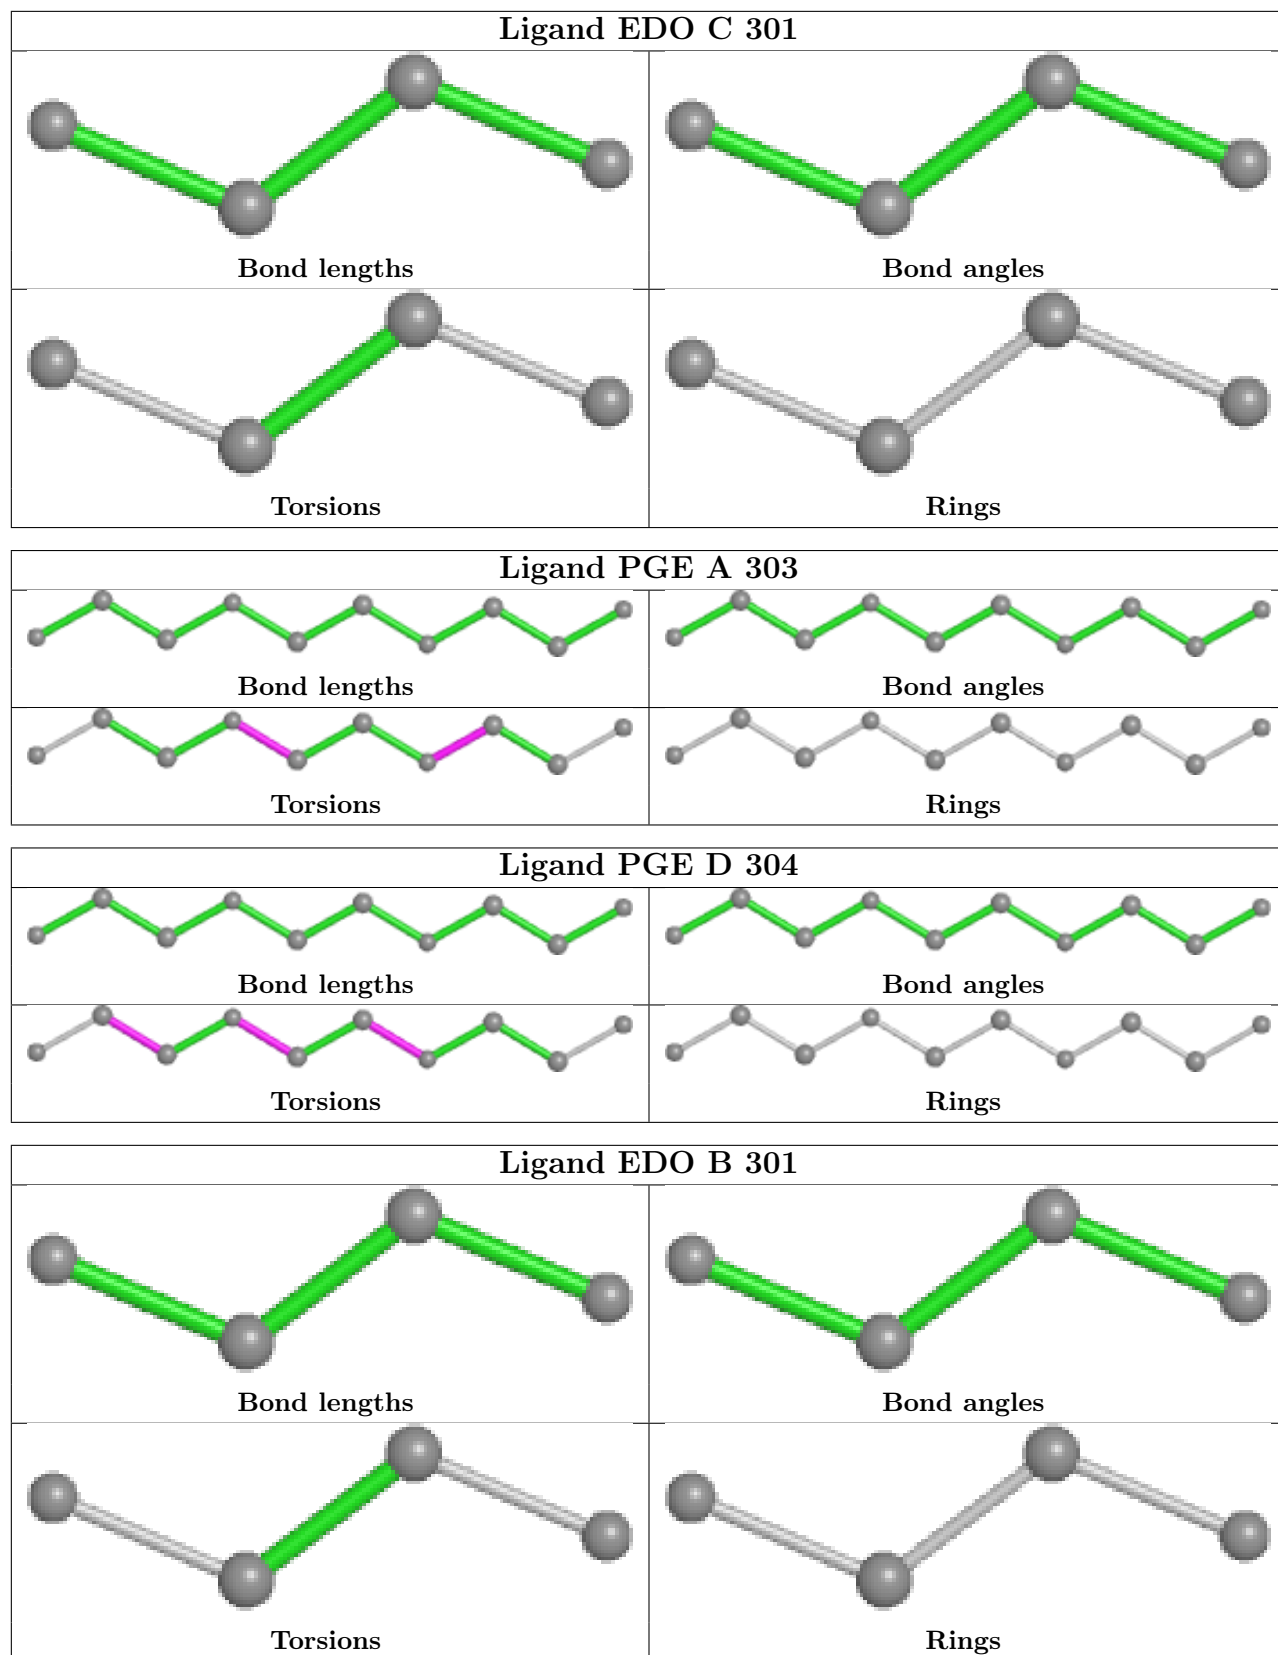 Ligand EDO C 301
Bond lengths
Bond angles
Torsions
Rings
Ligand PGE A 303
Bond lengths
Bond angles
Torsions
Rings
Ligand PGE D 304
Bond lengths
Bond angles
Torsions
Rings
Ligand EDO B 301
Bond lengths
Bond angles
Torsions
Rings